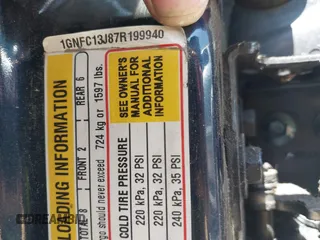 1GNFC13J87R199940
LOADING INFORMATION
TOTAL 8 FRONT 2 REAR 6
go should never exceed 724 kg or 1597 lbs.
SEE OWNER'S
MANUAL FOR
ADDITIONAL
INFORMATION
COLD TIRE PRESSURE
220 kPa, 32 PSI
220 kPa, 32 PSI
240 kPa, 35 PSI